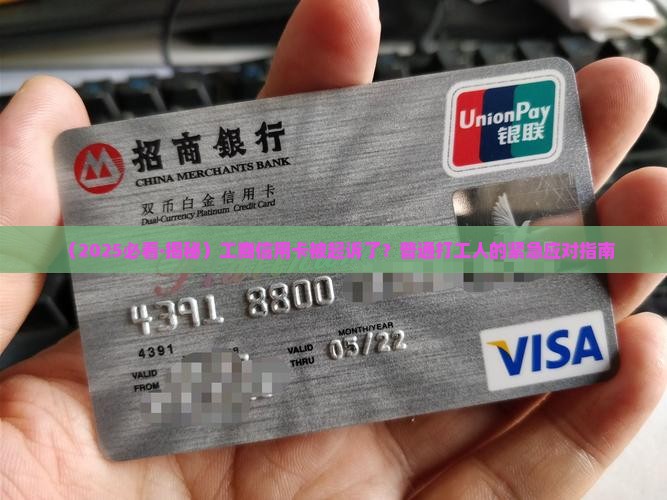 招商銀行
CHINA MERCHANTS BANK
双币白金信用卡
Dual-Currency Platinum Credit Card
UnionPay
银联
(2025必看·揭秘)工商信用卡被起诉了?普通打工人的紧急应对指南
4391 8800
4391
MONTH/YEAR
VALID THRU 05/22
VALID FROM
VISA